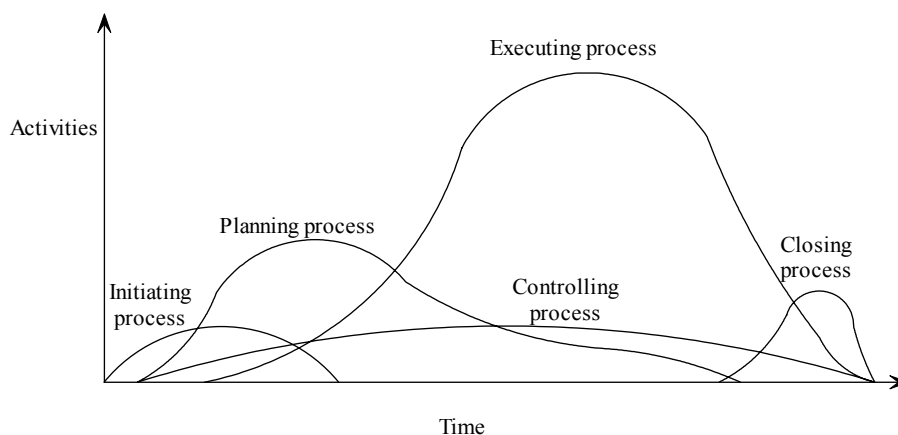 Executing process
Activities
Planning process
Closing
process
Initiating
process
Controlling
process
Time